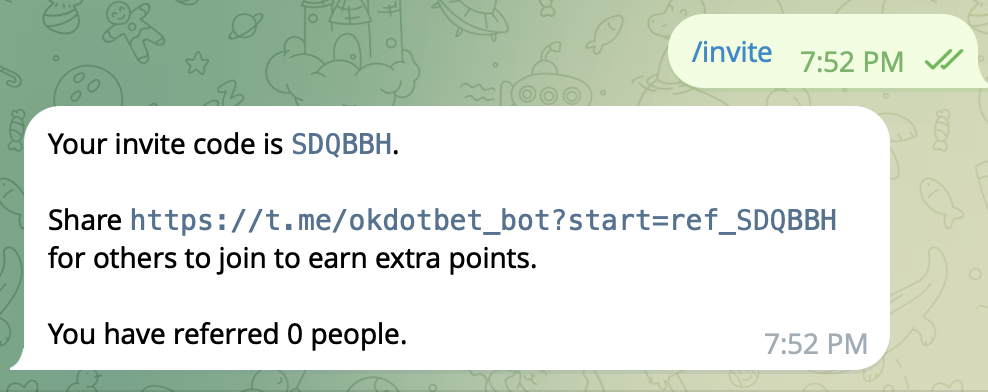 /invite 7:52 PM
Your invite code is SDQBBH.
Share https://t.me/okdotbet_bot?start=ref_SDQBBH
for others to join to earn extra points.
You have referred 0 people.
7:52 PM